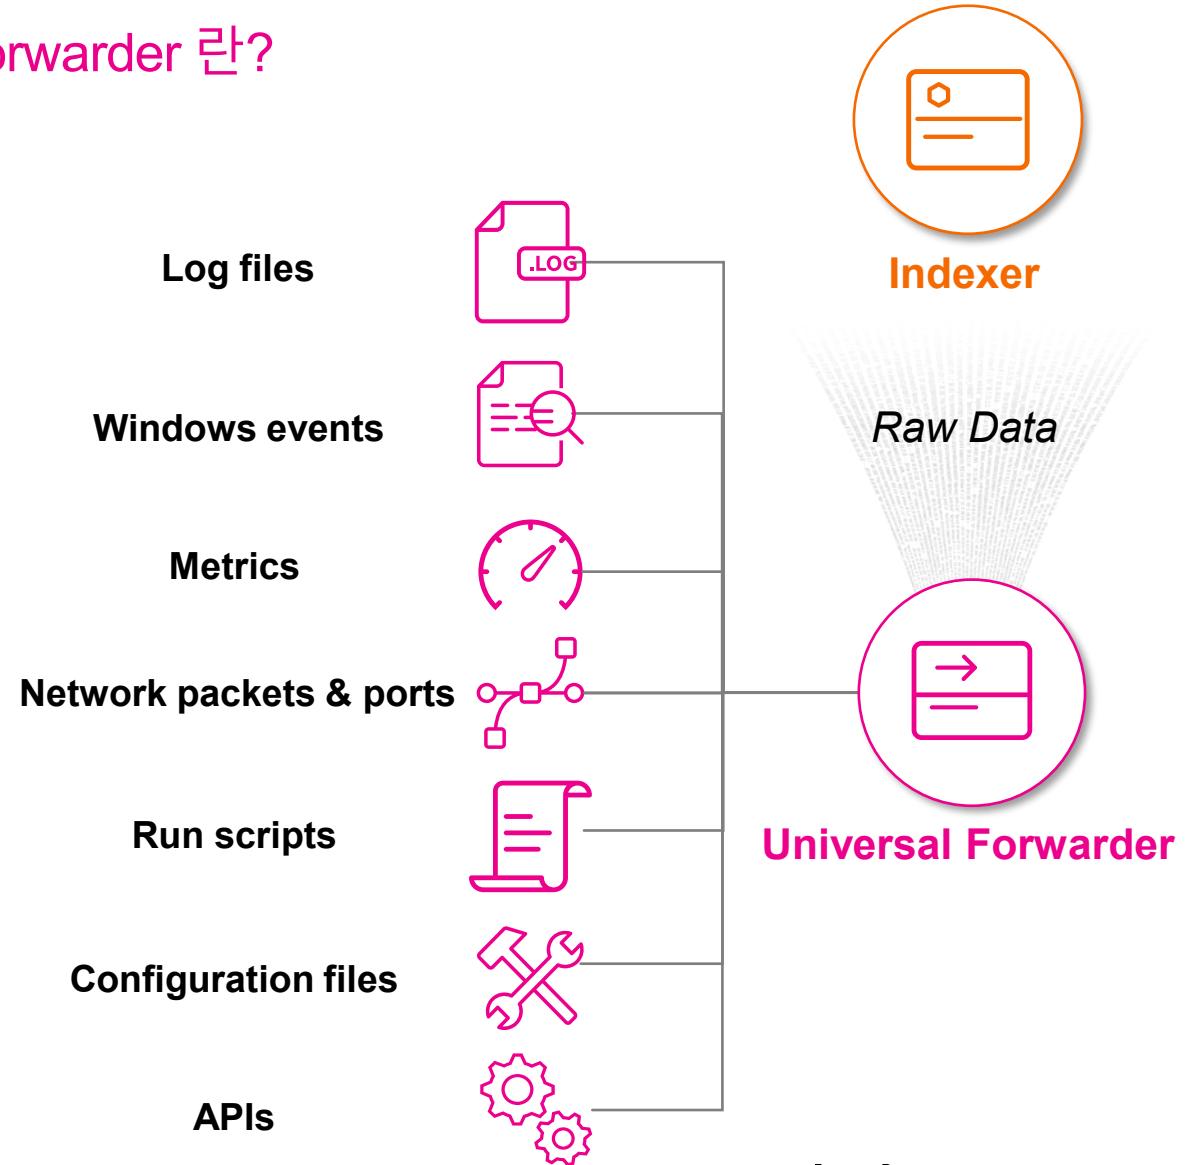 orwarder 란?
Indexer
Log files
.LOG
Windows events
Raw Data
Metrics
Network packets & ports
Run scripts
Universal Forwarder
Configuration files
APIs